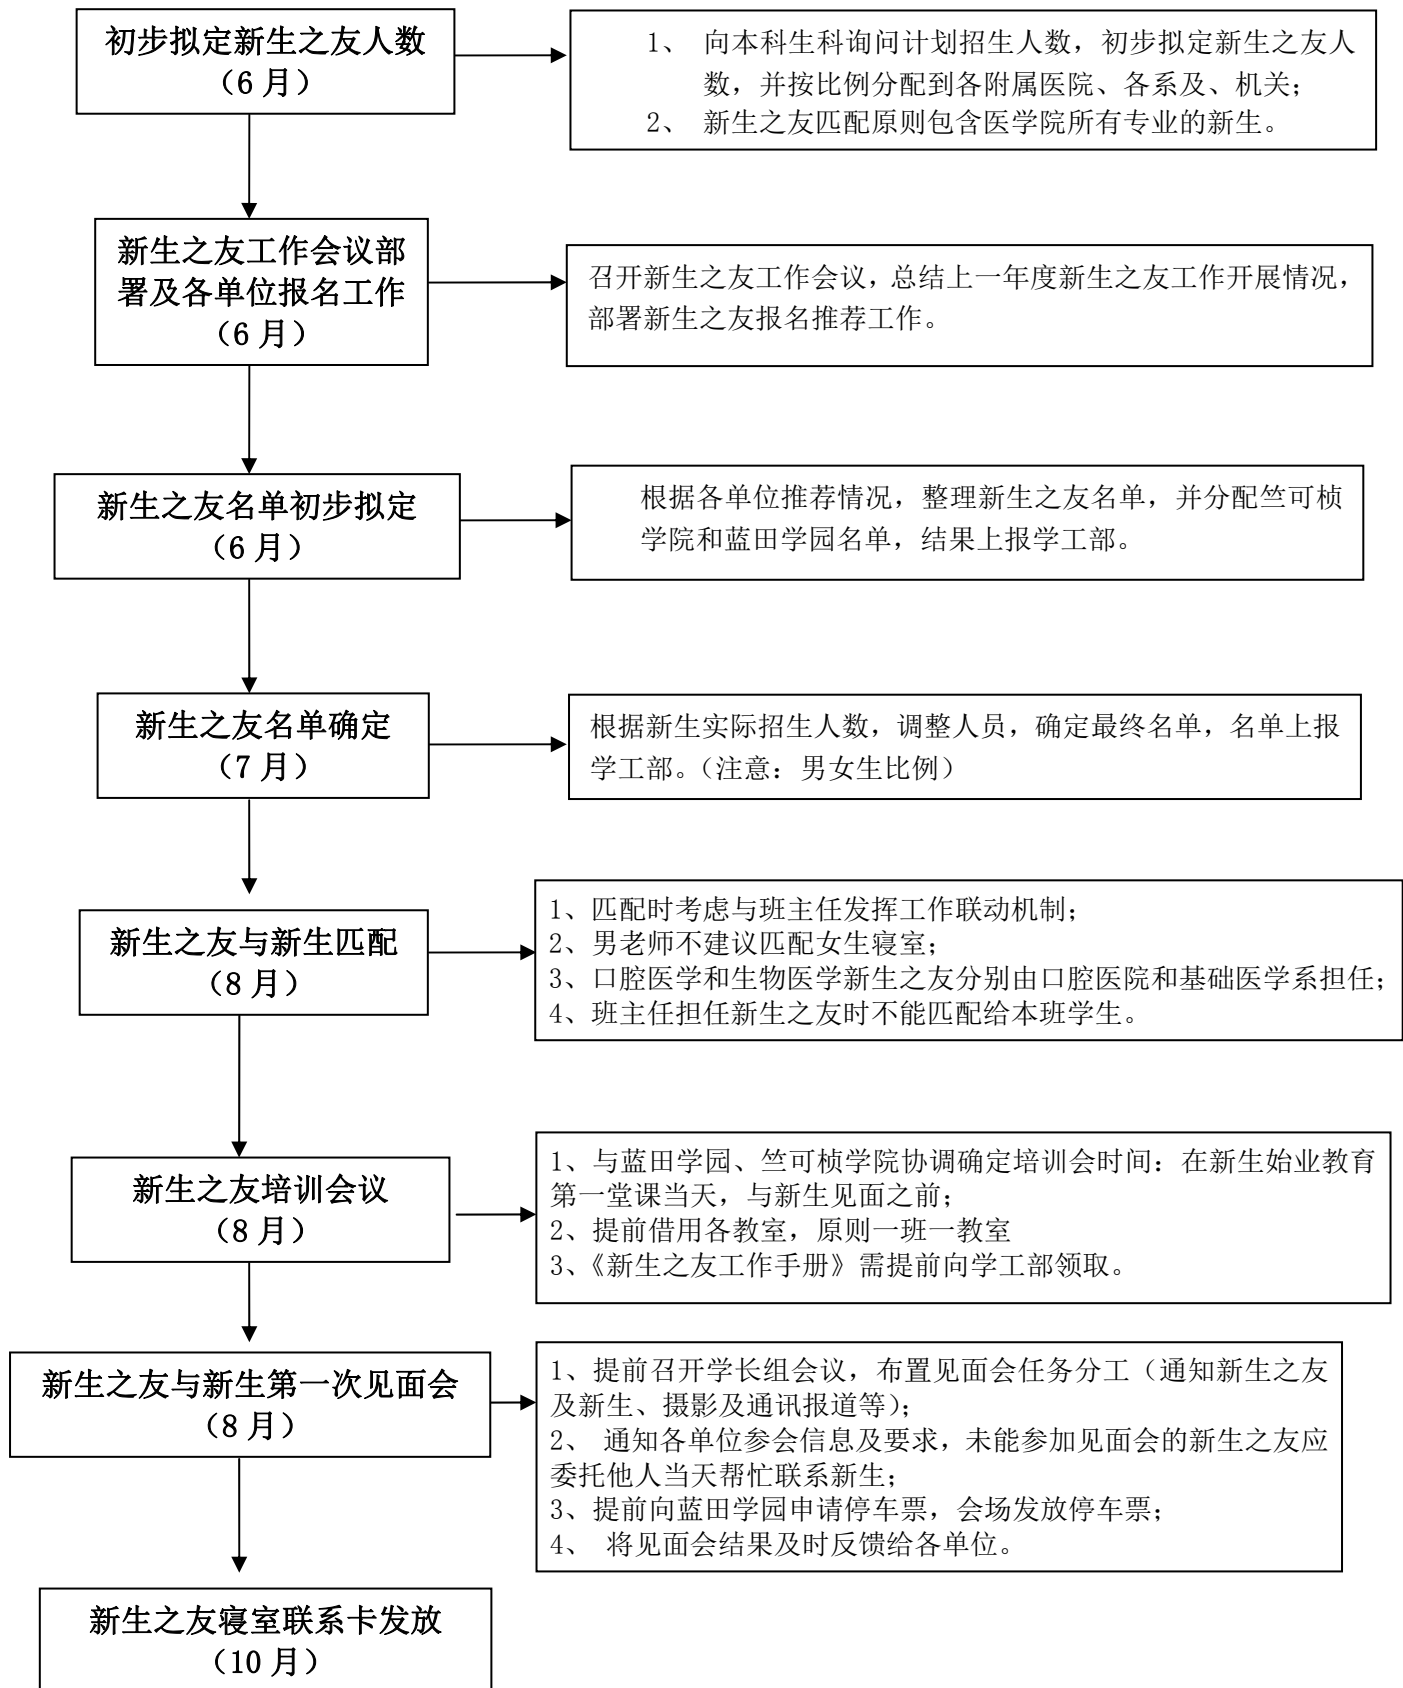 初步拟定新生之友人数
（6 月）
1、 向本科生科询问计划招生人数，初步拟定新生之友人
数，并按比例分配到各附属医院、各系及、机关；
2、 新生之友匹配原则包含医学院所有专业的新生。
新生之友工作会议部
署及各单位报名工作
（6 月）
召开新生之友工作会议，总结上一年度新生之友工作开展情况，
部署新生之友报名推荐工作。
新生之友名单初步拟定
（6 月）
根据各单位推荐情况，整理新生之友名单，并分配竺可桢
学院和蓝田学园名单，结果上报学工部。
新生之友名单确定
（7 月）
根据新生实际招生人数，调整人员，确定最终名单，名单上报
学工部。（注意：男女生比例）
新生之友与新生匹配
（8 月）
1、匹配时考虑与班主任发挥工作联动机制；
2、男老师不建议匹配女生寝室；
3、口腔医学和生物医学新生之友分别由口腔医院和基础医学系担任；
4、班主任担任新生之友时不能匹配给本班学生。
新生之友培训会议
（8 月）
1、与蓝田学园、竺可桢学院协调确定培训会时间：在新生始业教育
第一堂课当天，与新生见面之前；
2、提前借用各教室，原则一班一教室
3、《新生之友工作手册》需提前向学工部领取。
新生之友与新生第一次见面会
（8 月）
1、提前召开学长组会议，布置见面会任务分工（通知新生之友
及新生、摄影及通讯报道等）；
2、 通知各单位参会信息及要求，未能参加见面会的新生之友应
委托他人当天帮忙联系新生；
3、提前向蓝田学园申请停车票，会场发放停车票；
4、 将见面会结果及时反馈给各单位。
新生之友寝室联系卡发放
（10 月）